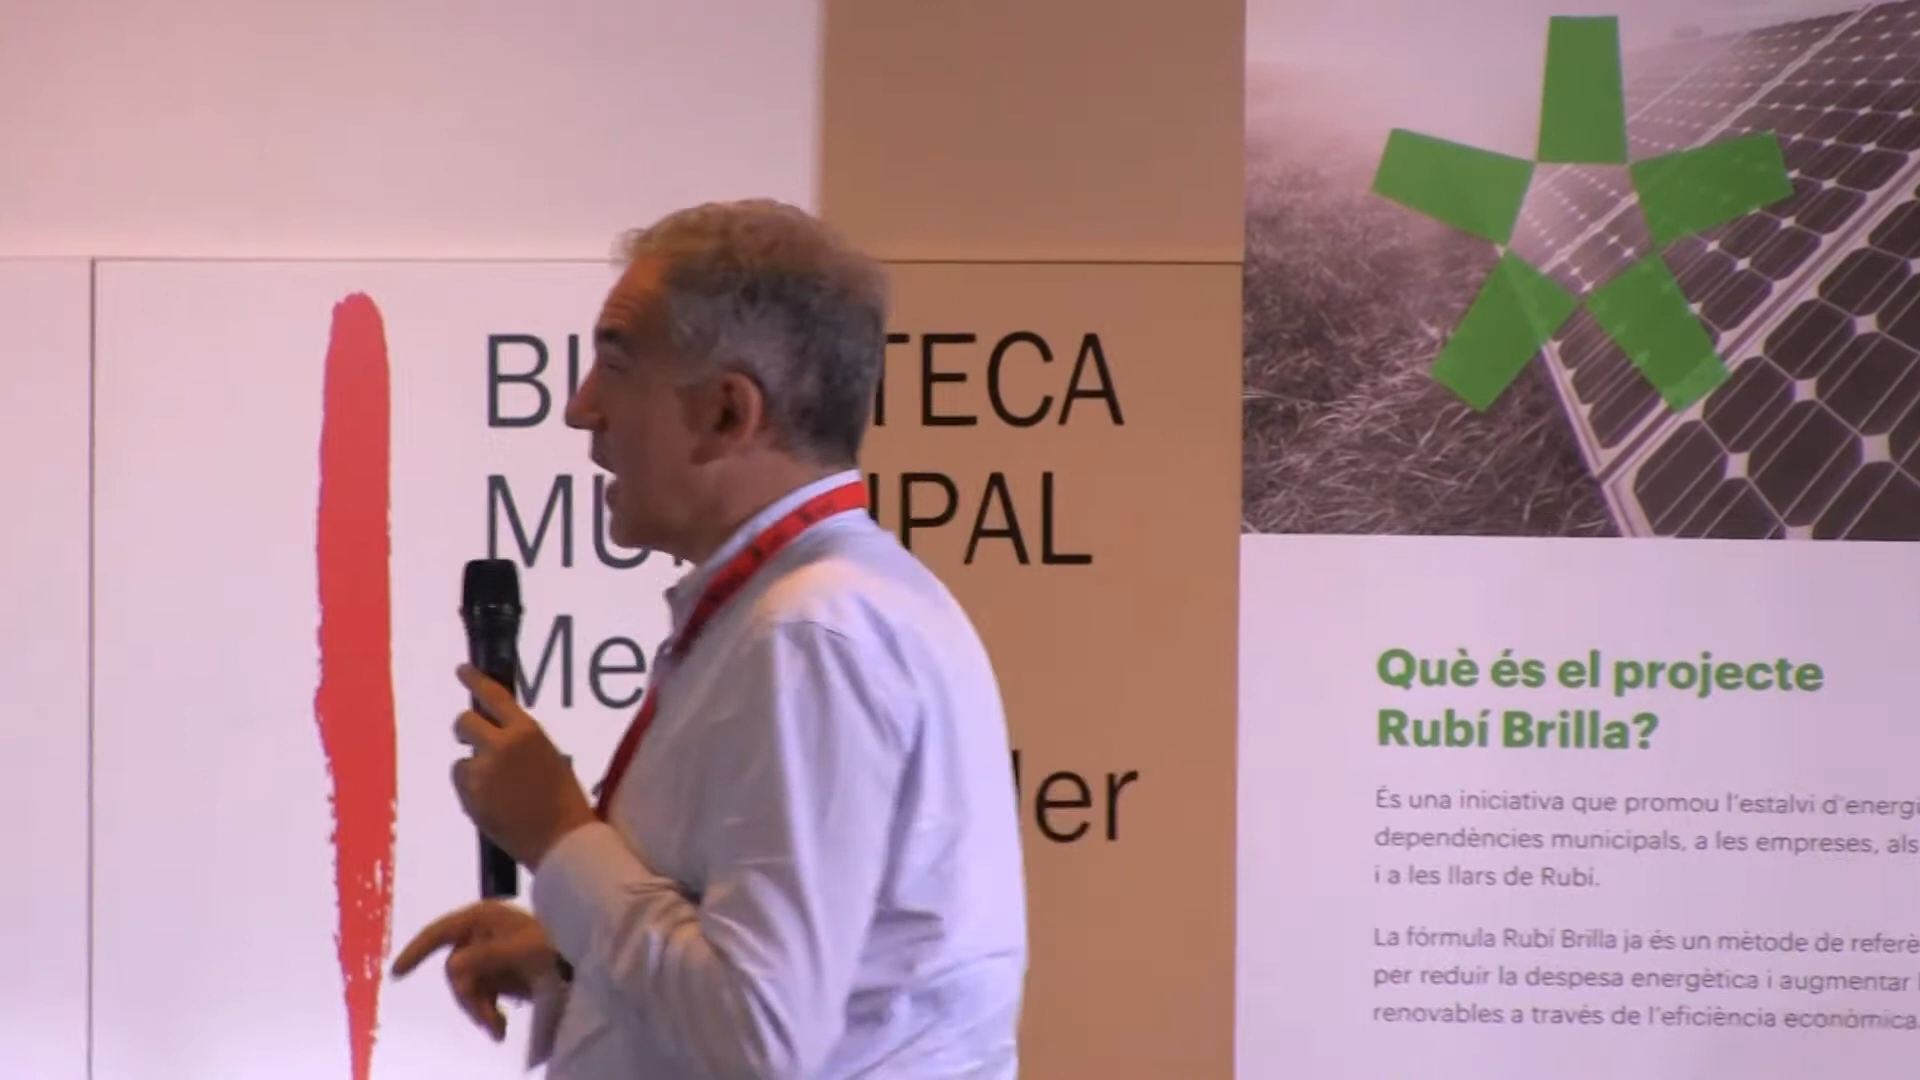 TECA
IPAL
Me
ler
Què és el projecte
Rubí Brilla?
És una iniciativa que promou l'estalvi d'energi
dependències municipals, a les empreses, als
i a les llars de Rubí.
La fórmula Rubí Brilla ja és un mètode de referè
per reduir la despesa energètica i augmentar l
renovables a través de l'eficiència econòmica